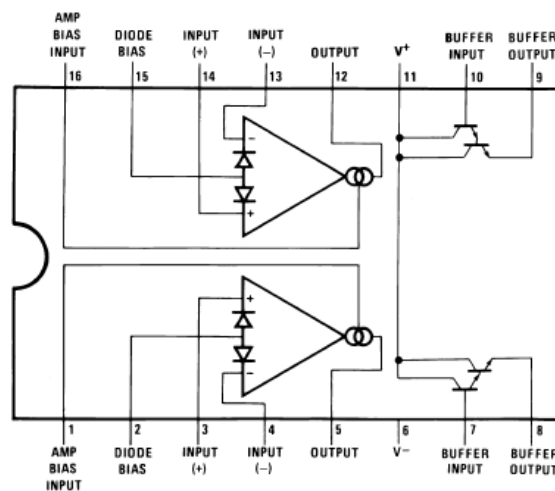 AMP BIAS INPUT
DIODE BIAS
INPUT (+)
INPUT (−)
OUTPUT
V+
BUFFER INPUT
BUFFER OUTPUT
16
15
14
13
12
11
10
9
−
+
+
−
1
2
3
4
5
6
7
8
AMP BIAS INPUT
DIODE BIAS
INPUT (+)
INPUT (−)
OUTPUT
V−
BUFFER INPUT
BUFFER OUTPUT